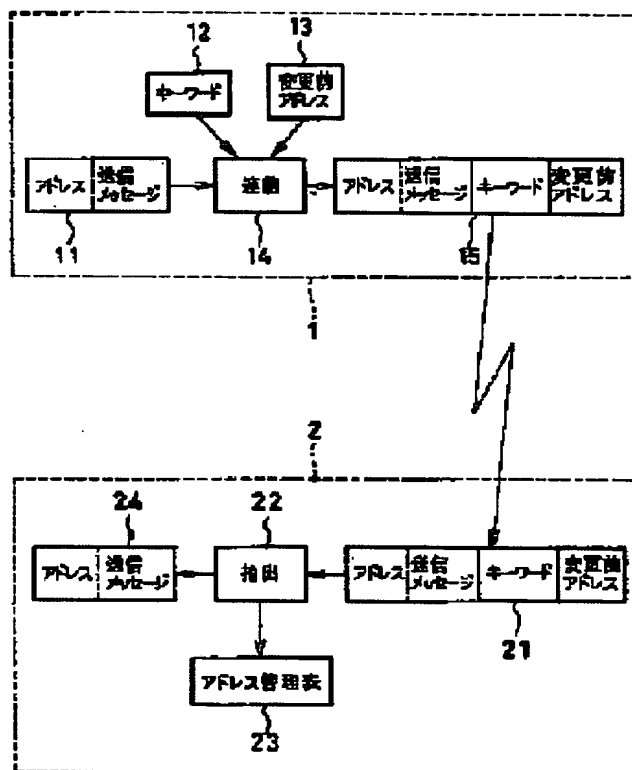 12
13
キーワード
変更前
アドレス
アドレス
送信
メッセージ
連結
アドレス
送信
メッセージ
キーワード
変更前
アドレス
11
14
15
1
2
24
22
アドレス
送信
メッセージ
抽出
アドレス
送信
メッセージ
キーワード
変更前
アドレス
21
アドレス管理表
23